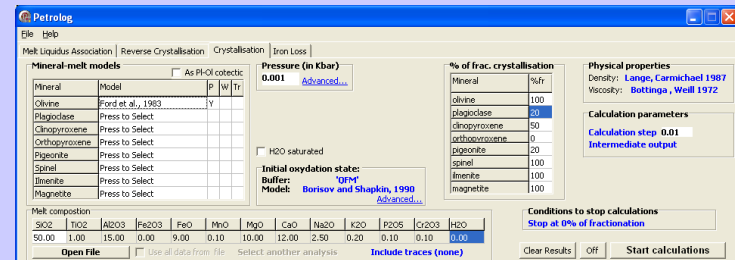 Petrolog
File Help
Melt Liquidus Association | Reverse Crystallisation | Crystallisation | Iron Loss
Mineral-melt models
As Pl-Ol cotectic
Mineral Model P W Tr
Olivine Ford et al., 1983 Y
Plagioclase Press to Select
Clinopyroxene Press to Select
Orthopyroxene Press to Select
Pigeonite Press to Select
Spinel Press to Select
Ilmenite Press to Select
Magnetite Press to Select
Pressure (in Kbar)
0.001 Advanced...
H2O saturated
Initial oxydation state:
Buffer: 'QFM'
Model: Borisov and Shapkin, 1990
Advanced...
% of frac. crystallisation
Mineral %fr
olivine 100
plagioclase 20
clinopyroxene 50
orthopyroxene 0
pigeonite 20
spinel 100
ilmenite 100
magnetite 100
Physical properties
Density: Lange, Carmichael 1987
Viscosity: Bottinga , Weill 1972
Calculation parameters
Calculation step 0.01
Intermediate output
Melt compostion
SiO2 TiO2 Al2O3 Fe2O3 FeO MnO MgO CaO Na2O K2O P2O5 Cr2O3 H2O
50.00 1.00 15.00 0.00 9.00 0.10 10.00 12.00 2.50 0.20 0.10 0.10 0.00
Open File Use all data from file Select another analysis Include traces (none)
Conditions to stop calculations
Stop at 0% of fractionation
Clear Results Off Start calculations